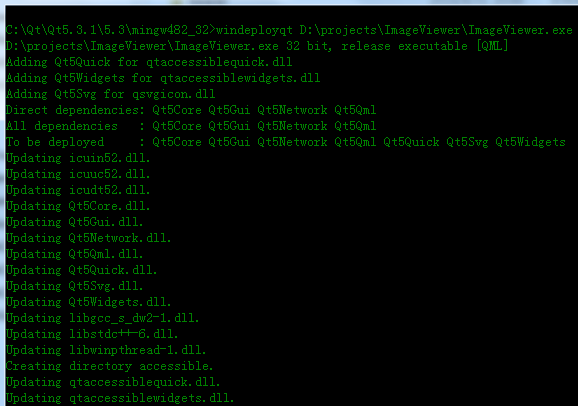 C:\Qt\Qt5.3.1\5.3\mingw482_32>windeployqt D:\projects\ImageViewer\ImageViewer.exe
D:\projects\ImageViewer\ImageViewer.exe 32 bit, release executable [QML]
Adding Qt5Quick for qtaccessiblequick.dll
Adding Qt5Widgets for qtaccessiblewidgets.dll
Adding Qt5Svg for qsvgicon.dll
Direct dependencies: Qt5Core Qt5Gui Qt5Network Qt5Qml
All dependencies   : Qt5Core Qt5Gui Qt5Network Qt5Qml
To be deployed     : Qt5Core Qt5Gui Qt5Network Qt5Qml Qt5Quick Qt5Svg Qt5Widgets
Updating icuin52.dll.
Updating icuuc52.dll.
Updating icudt52.dll.
Updating Qt5Core.dll.
Updating Qt5Gui.dll.
Updating Qt5Network.dll.
Updating Qt5Qml.dll.
Updating Qt5Quick.dll.
Updating Qt5Svg.dll.
Updating Qt5Widgets.dll.
Updating libgcc_s_dw2-1.dll.
Updating libstdc++-6.dll.
Updating libwinpthread-1.dll.
Creating directory accessible.
Updating qtaccessiblequick.dll.
Updating qtaccessiblewidgets.dll.